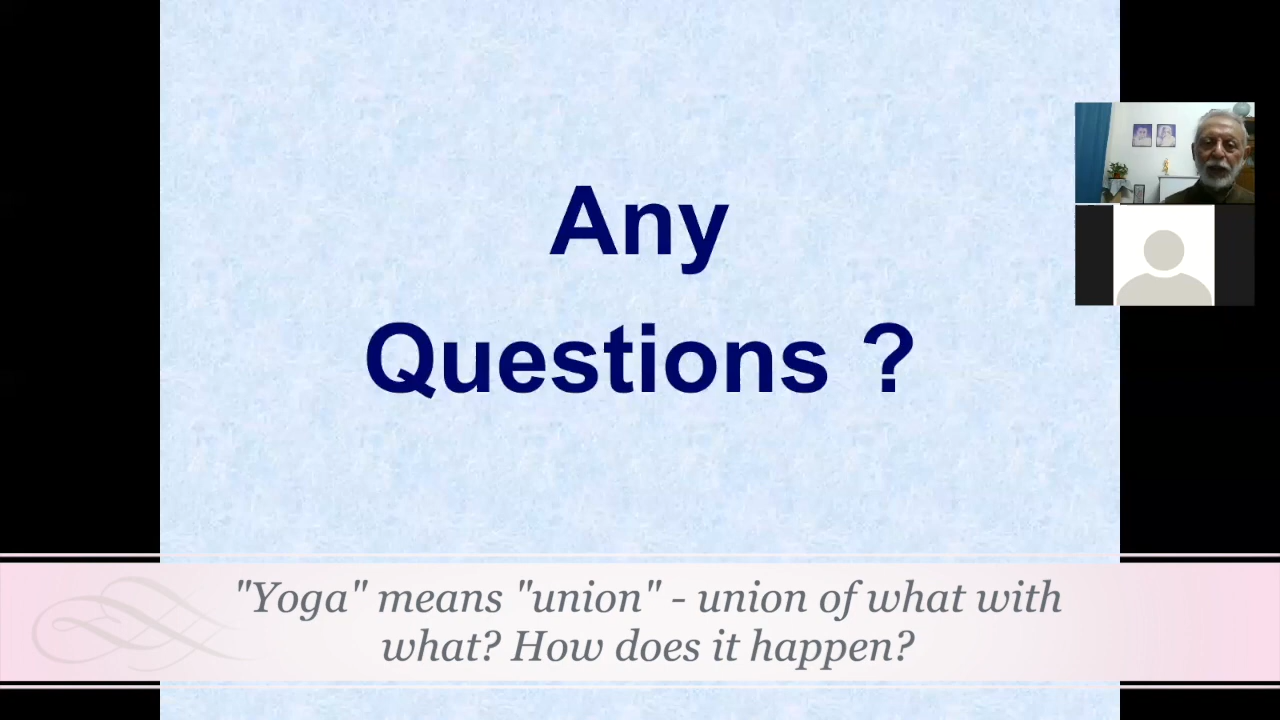 Any
Questions ?
"Yoga" means "union" - union of what with
what? How does it happen?